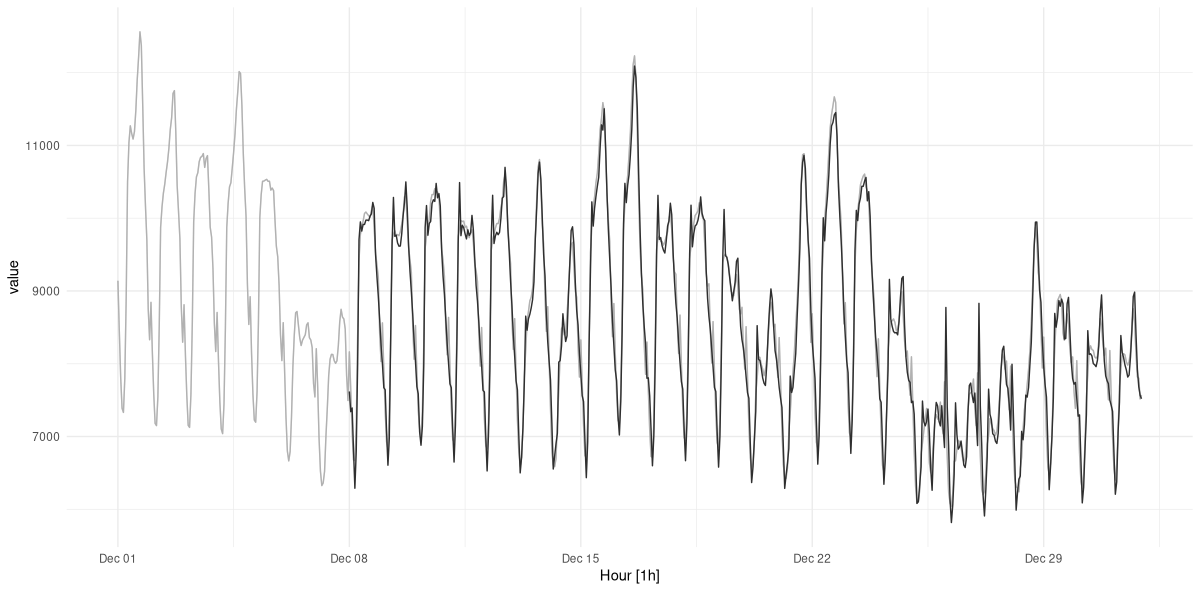 11000
9000
7000
value
Dec 01
Dec 08
Dec 15
Dec 22
Dec 29
Hour [1h]